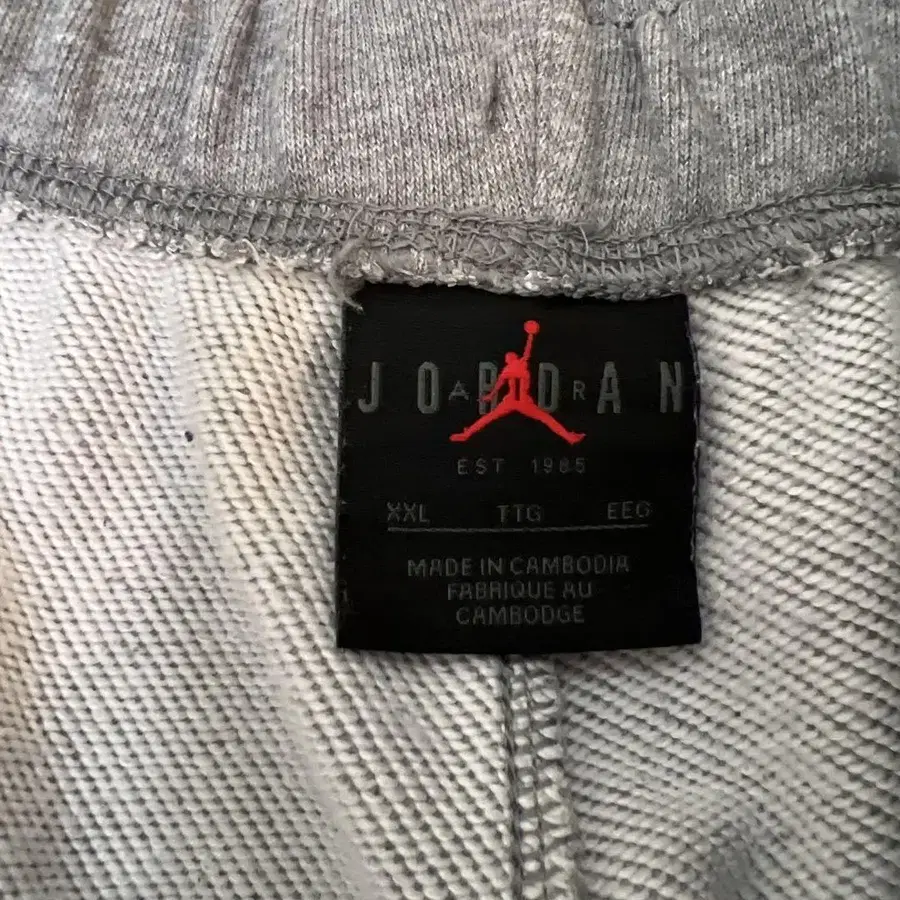 JORDAN
AIR
EST 1985
XXL TTG EEG
MADE IN CAMBODIA
FABRIQUE AU
CAMBODGE